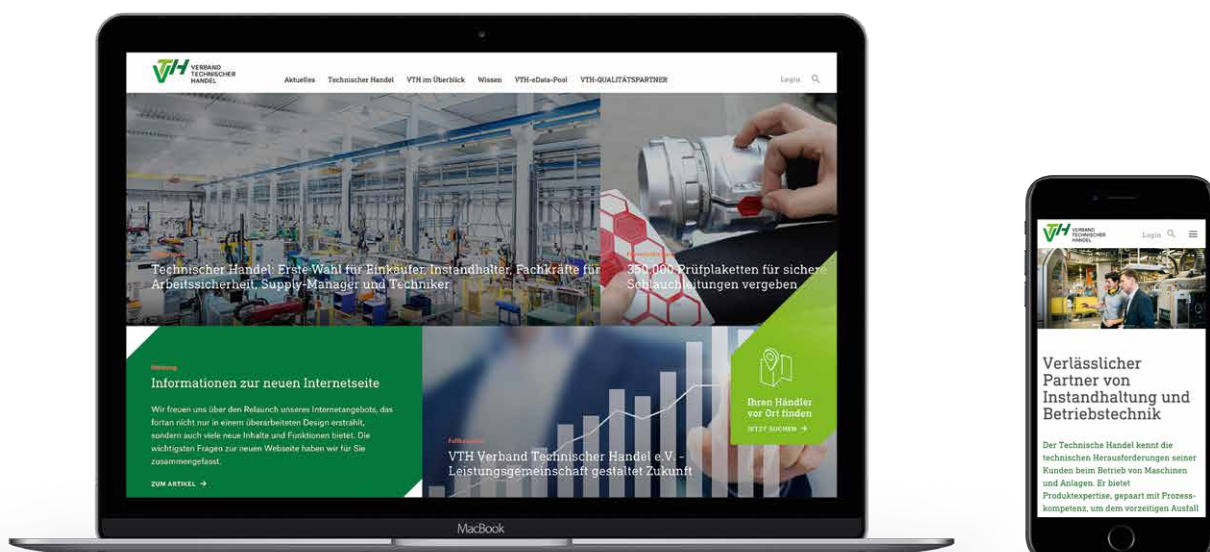 VERBAND
TECHNISCHER
HANDEL
Aktuelles Technischer Handel VTH im Überblick Wissen VTH-eData-Pool VTH-QUALITÄTSPARTNER
Login
Technischer Handel: Erste Wahl für Einkäufer, Instandhalter, Fachkräfte für
Arbeitssicherheit, Supply-Manager und Techniker
350.000 Prüfplaketten für sichere
Schlauchleitungen vergeben
Meldung
Informationen zur neuen Internetseite
Wir freuen uns über den Relaunch unseres Internetangebots, das
fortan nicht nur in einem überarbeiteten Design erstrahlt,
sondern auch viele neue Inhalte und Funktionen bietet. Die
wichtigsten Fragen zur neuen Webseite haben wir für Sie
zusammengefasst.
ZUM ARTIKEL →
VTH Verband Technischer Handel e.V. -
Leistungsgemeinschaft gestaltet Zukunft
Ihren Händler
vor Ort finden
JETZT SUCHEN →
MacBook
VTH
VERBAND
TECHNISCHER
HANDEL
Login
Verlässlicher
Partner von
Instandhaltung und
Betriebstechnik
Der Technische Handel kennt die
technischen Herausforderungen seiner
Kunden beim Betrieb von Maschinen
und Anlagen. Er bietet
Produktexpertise, gepaart mit Prozess-
kompetenz, um dem vorzeitigen Ausfall